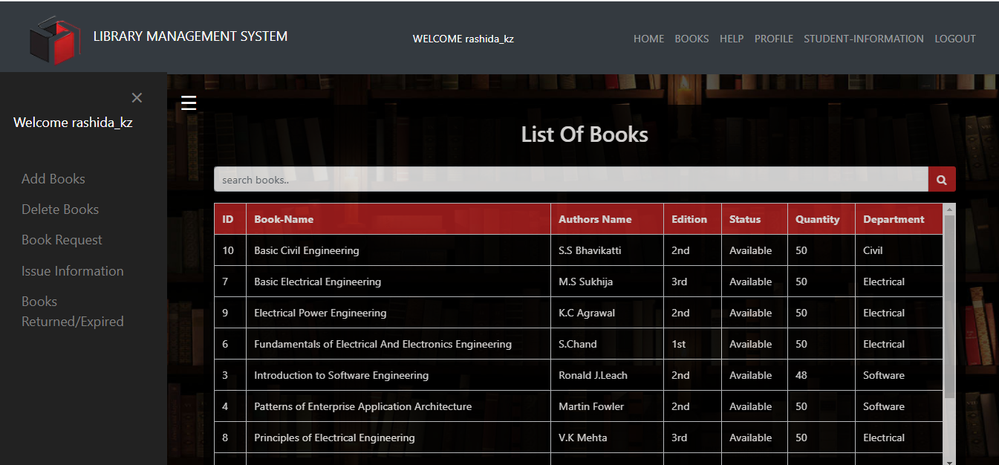 LIBRARY MANAGEMENT SYSTEM
WELCOME rashida_kz
HOME BOOKS HELP PROFILE STUDENT-INFORMATION LOGOUT
×
Welcome rashida_kz
Add Books
Delete Books
Book Request
Issue Information
Books
Returned/Expired
☰
List Of Books
search books..
ID Book-Name Authors Name Edition Status Quantity Department
10 Basic Civil Engineering S.S Bhavikatti 2nd Available 50 Civil
7 Basic Electrical Engineering M.S Sukhija 3rd Available 50 Electrical
9 Electrical Power Engineering K.C Agrawal 2nd Available 50 Electrical
6 Fundamentals of Electrical And Electronics Engineering S.Chand 1st Available 50 Electrical
3 Introduction to Software Engineering Ronald J.Leach 2nd Available 48 Software
4 Patterns of Enterprise Application Architecture Martin Fowler 2nd Available 50 Software
8 Principles of Electrical Engineering V.K Mehta 3rd Available 50 Electrical